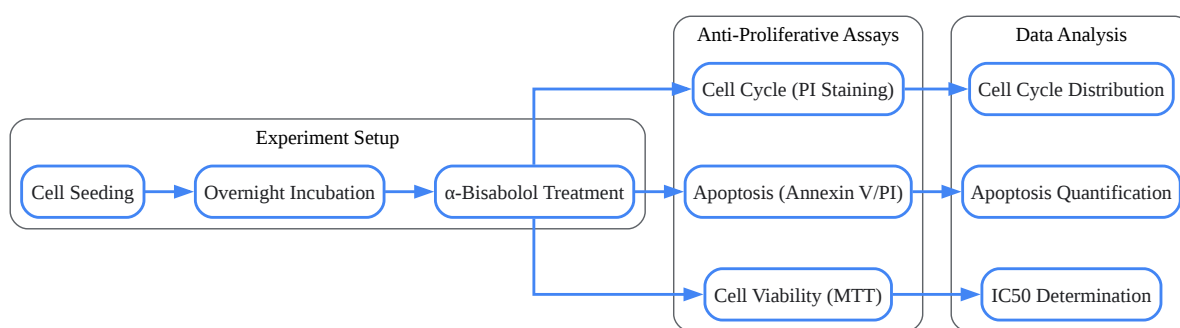 Experiment Setup
Cell Seeding
Overnight Incubation
α-Bisabolol Treatment
Anti-Proliferative Assays
Cell Cycle (PI Staining)
Apoptosis (Annexin V/PI)
Cell Viability (MTT)
Data Analysis
Cell Cycle Distribution
Apoptosis Quantification
IC50 Determination